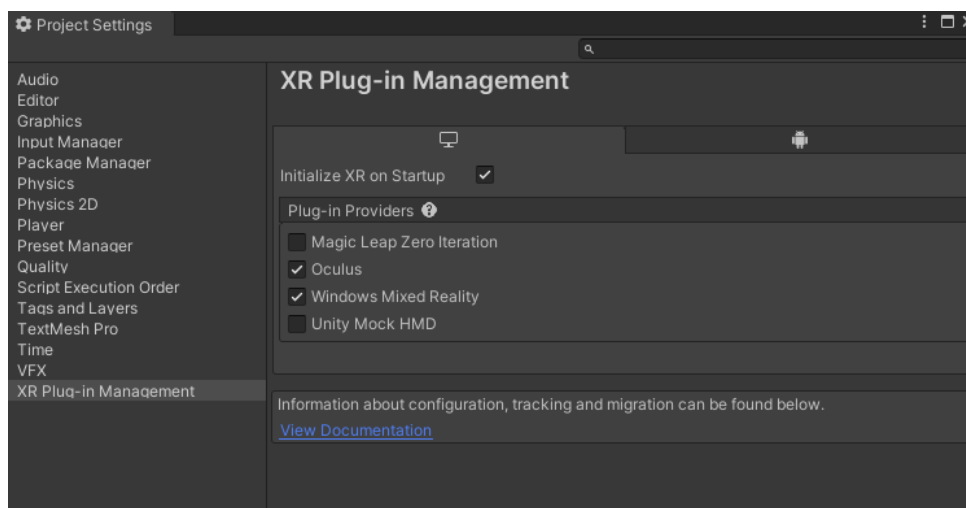 Project Settings
XR Plug-in Management
Audio
Editor
Graphics
Input Manager
Package Manager
Physics
Physics 2D
Player
Preset Manager
Quality
Script Execution Order
Tags and Layers
TextMesh Pro
Time
VFX
XR Plug-in Management
Initialize XR on Startup
Plug-in Providers
Magic Leap Zero Iteration
Oculus
Windows Mixed Reality
Unity Mock HMD
Information about configuration, tracking and migration can be found below.
View Documentation